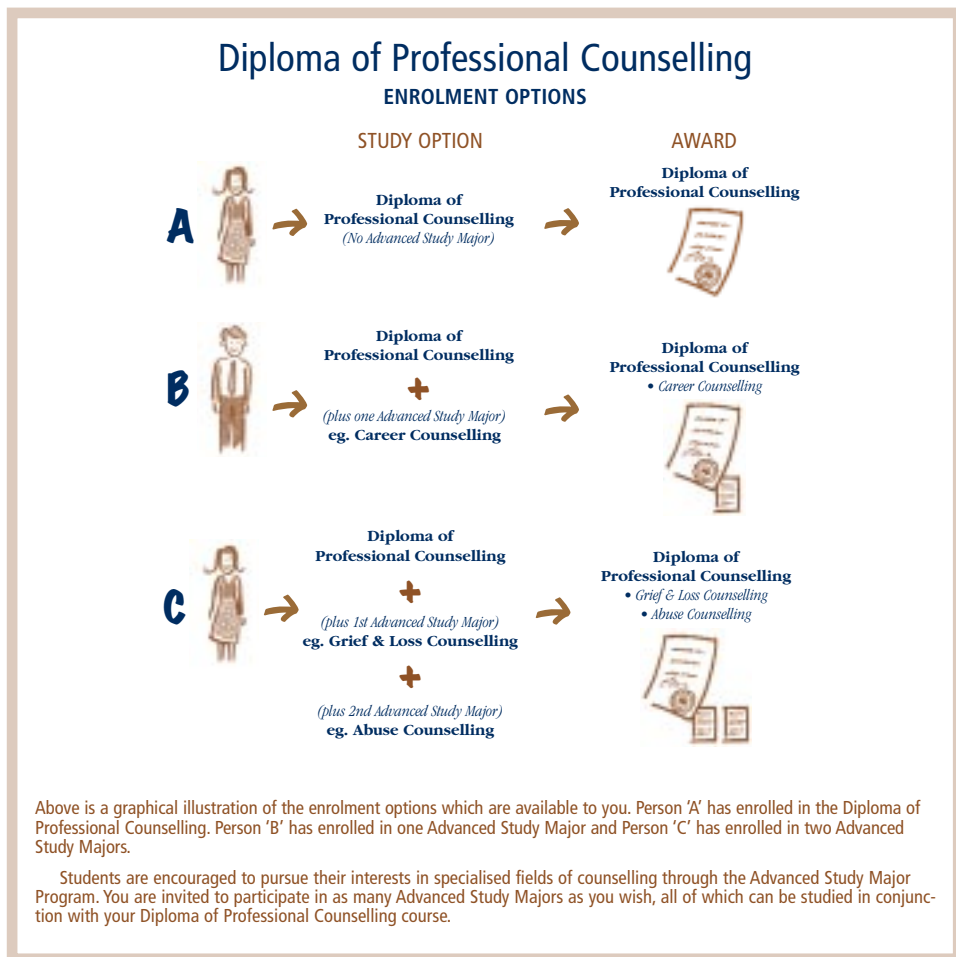 Diploma of Professional Counselling
ENROLMENT OPTIONS
STUDY OPTION
AWARD
A
Diploma of
Professional Counselling
(No Advanced Study Major)
Diploma of
Professional Counselling
B
Diploma of
Professional Counselling
+
(plus one Advanced Study Major)
eg. Career Counselling
Diploma of
Professional Counselling
• Career Counselling
C
Diploma of
Professional Counselling
+
(plus 1st Advanced Study Major)
eg. Grief & Loss Counselling
+
(plus 2nd Advanced Study Major)
eg. Abuse Counselling
Diploma of
Professional Counselling
• Grief & Loss Counselling
• Abuse Counselling
Above is a graphical illustration of the enrolment options which are available to you. Person ‘A’ has enrolled in the Diploma of
Professional Counselling. Person ‘B’ has enrolled in one Advanced Study Major and Person ‘C’ has enrolled in two Advanced
Study Majors.
Students are encouraged to pursue their interests in specialised fields of counselling through the Advanced Study Major
Program. You are invited to participate in as many Advanced Study Majors as you wish, all of which can be studied in conjunc-
tion with your Diploma of Professional Counselling course.